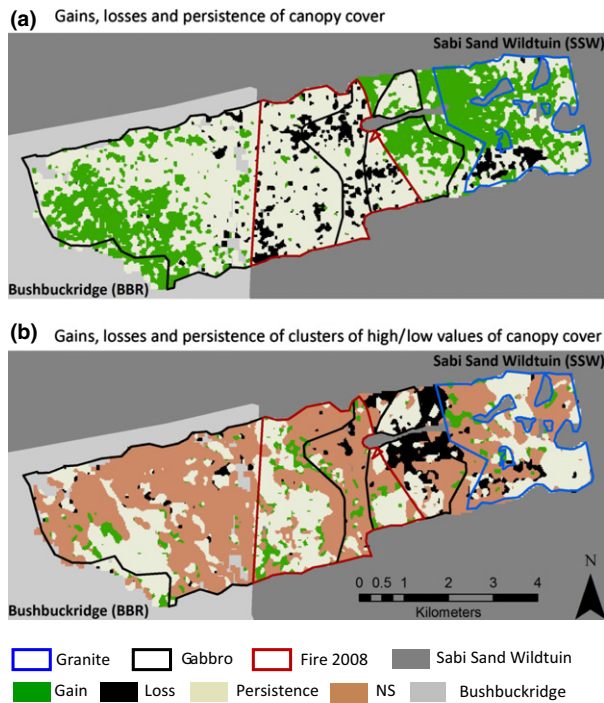 (a) Gains, losses and persistence of canopy cover
Sabi Sand Wildtuin (SSW)
Bushbuckridge (BBR)
(b) Gains, losses and persistence of clusters of high/low values of canopy cover
Sabi Sand Wildtuin (SSW)
Bushbuckridge (BBR)
N
0 0.5 1 2 3 4
Kilometers
Granite Gabbro Fire 2008 Sabi Sand Wildtuin
Gain Loss Persistence NS Bushbuckridge